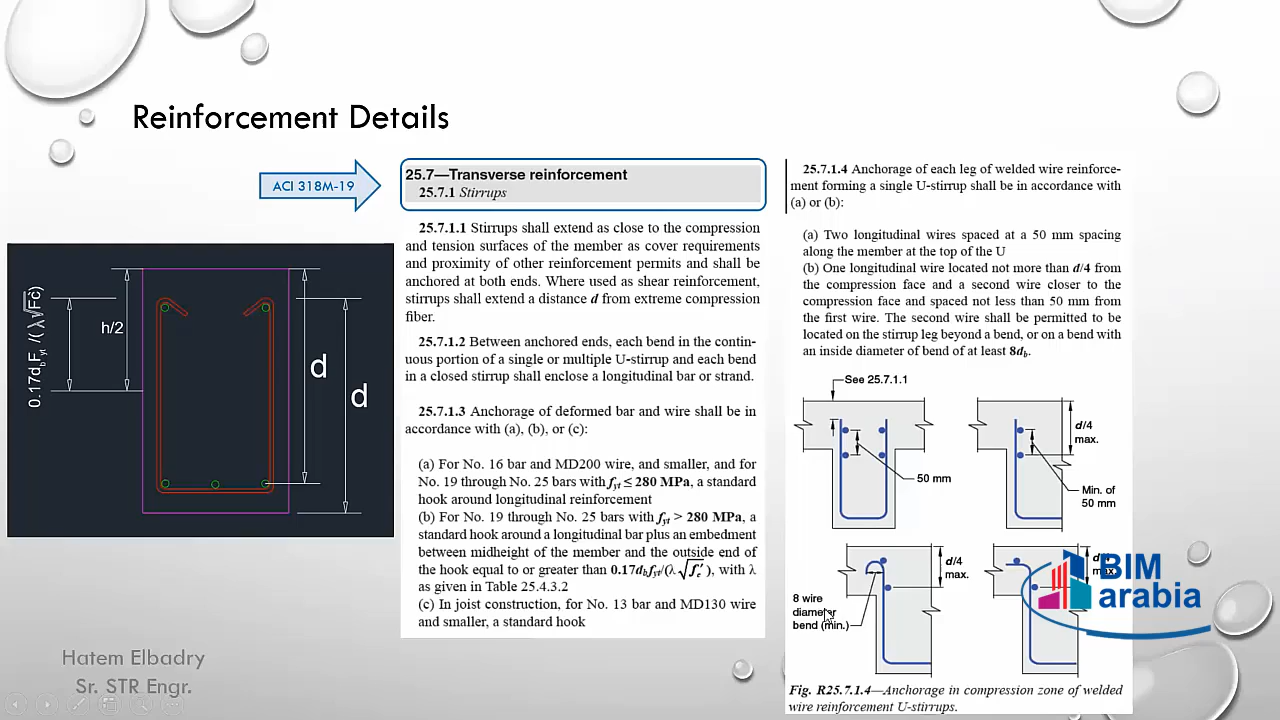 Reinforcement Details
ACI 318M-19
25.7—Transverse reinforcement
25.7.1 Stirrups
25.7.1.1 Stirrups shall extend as close to the compression
and tension surfaces of the member as cover requirements
and proximity of other reinforcement permits and shall be
anchored at both ends. Where used as shear reinforcement,
stirrups shall extend a distance d from extreme compression
fiber.
25.7.1.2 Between anchored ends, each bend in the contin-
uous portion of a single or multiple U-stirrup and each bend
in a closed stirrup shall enclose a longitudinal bar or strand.
25.7.1.3 Anchorage of deformed bar and wire shall be in
accordance with (a), (b), or (c):
(a) For No. 16 bar and MD200 wire, and smaller, and for
No. 19 through No. 25 bars with fyt ≤ 280 MPa, a standard
hook around longitudinal reinforcement
(b) For No. 19 through No. 25 bars with fyt > 280 MPa, a
standard hook around a longitudinal bar plus an embedment
between midheight of the member and the outside end of
the hook equal to or greater than 0.17dbfyt/(λ√fc′), with λ
as given in Table 25.4.3.2
(c) In joist construction, for No. 13 bar and MD130 wire
and smaller, a standard hook
0.17dbFyt/(λ√Fc)
h/2
d
d
25.7.1.4 Anchorage of each leg of welded wire reinforce-
ment forming a single U-stirrup shall be in accordance with
(a) or (b):
(a) Two longitudinal wires spaced at a 50 mm spacing
along the member at the top of the U
(b) One longitudinal wire located not more than d/4 from
the compression face and a second wire closer to the
compression face and spaced not less than 50 mm from
the first wire. The second wire shall be permitted to be
located on the stirrup leg beyond a bend, or on a bend with
an inside diameter of bend of at least 8db.
See 25.7.1.1
50 mm
d/4
max.
Min. of
50 mm
d/4
max.
8 wire
diameter
bend (min.)
max.
BIM
arabia
Fig. R25.7.1.4—Anchorage in compression zone of welded
wire reinforcement U-stirrups.
Hatem Elbadry
Sr. STR Engr.